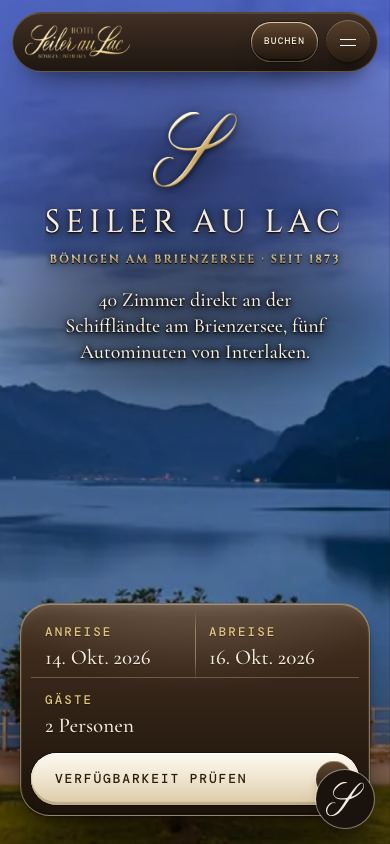 HOTEL
Seiler au Lac
BUCHEN
S
SEILER AU LAC
BÖNIGEN AM BRIENZERSEE · SEIT 1873
40 Zimmer direkt an der
Schiffländte am Brienzersee, fünf
Autominuten von Interlaken.
ANREISE
ABREISE
14. Okt. 2026
16. Okt. 2026
GÄSTE
2 Personen
VERFÜGBARKEIT PRÜFEN
S